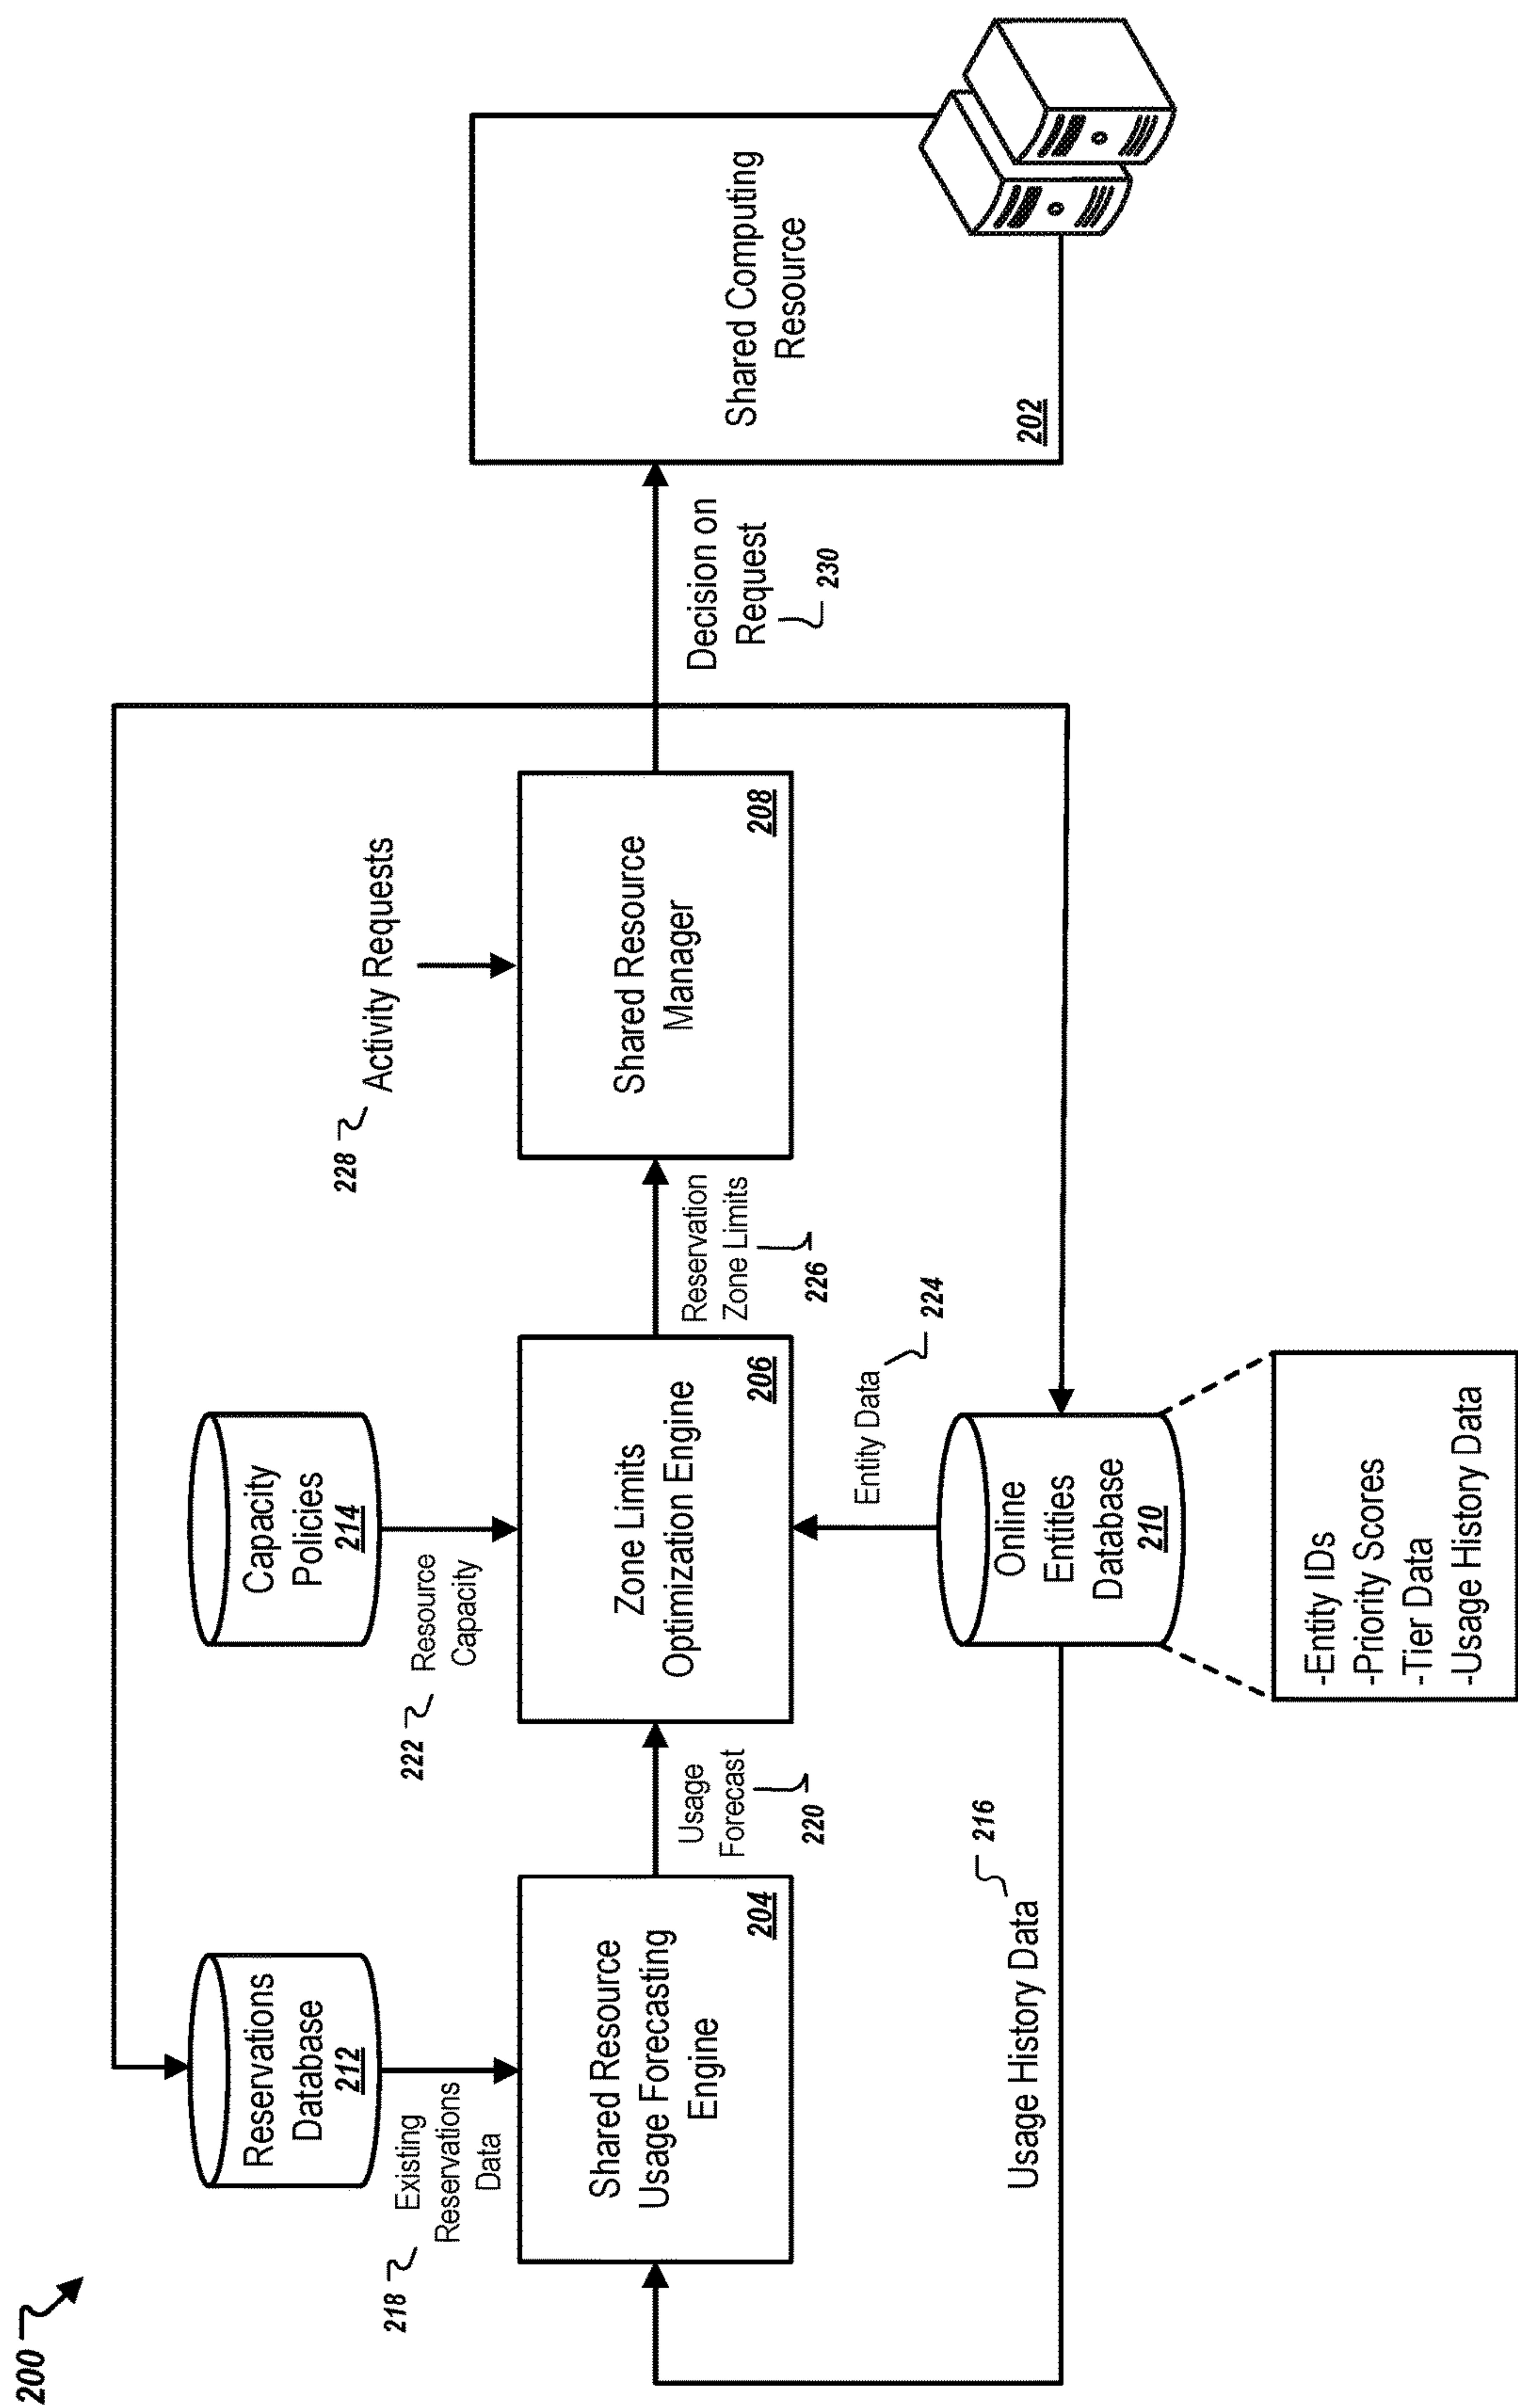 200
Reservations
Database
212
Capacity
Policies
214
218
Existing
Reservations
Data
222
Resource
Capacity
228
Activity Requests
Shared Resource
Usage Forecasting
Engine
204
Usage
Forecast
220
Zone Limits
Optimization Engine
206
Reservation
Zone Limits
226
Shared Resource
Manager
208
Decision on
Request
230
Shared Computing
Resource
202
Usage History Data
216
Entity Data
224
Online
Entities
Database
210
-Entity IDs
-Priority Scores
-Tier Data
-Usage History Data